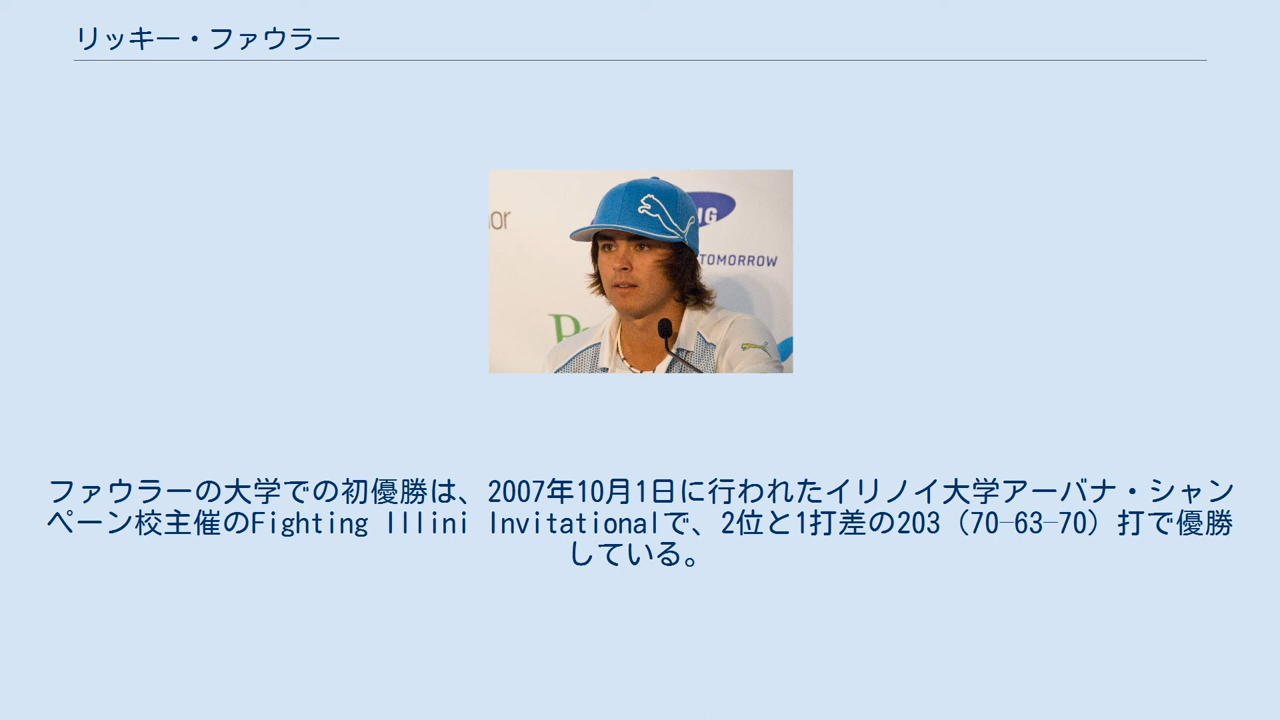 リッキー・ファウラー
or
IG
TOMORROW
P
ファウラーの大学での初優勝は、2007年10月1日に行われたイリノイ大学アーバナ・シャン
ペーン校主催のFighting Illini Invitationalで、2位と1打差の203（70-63-70）打で優勝
している。